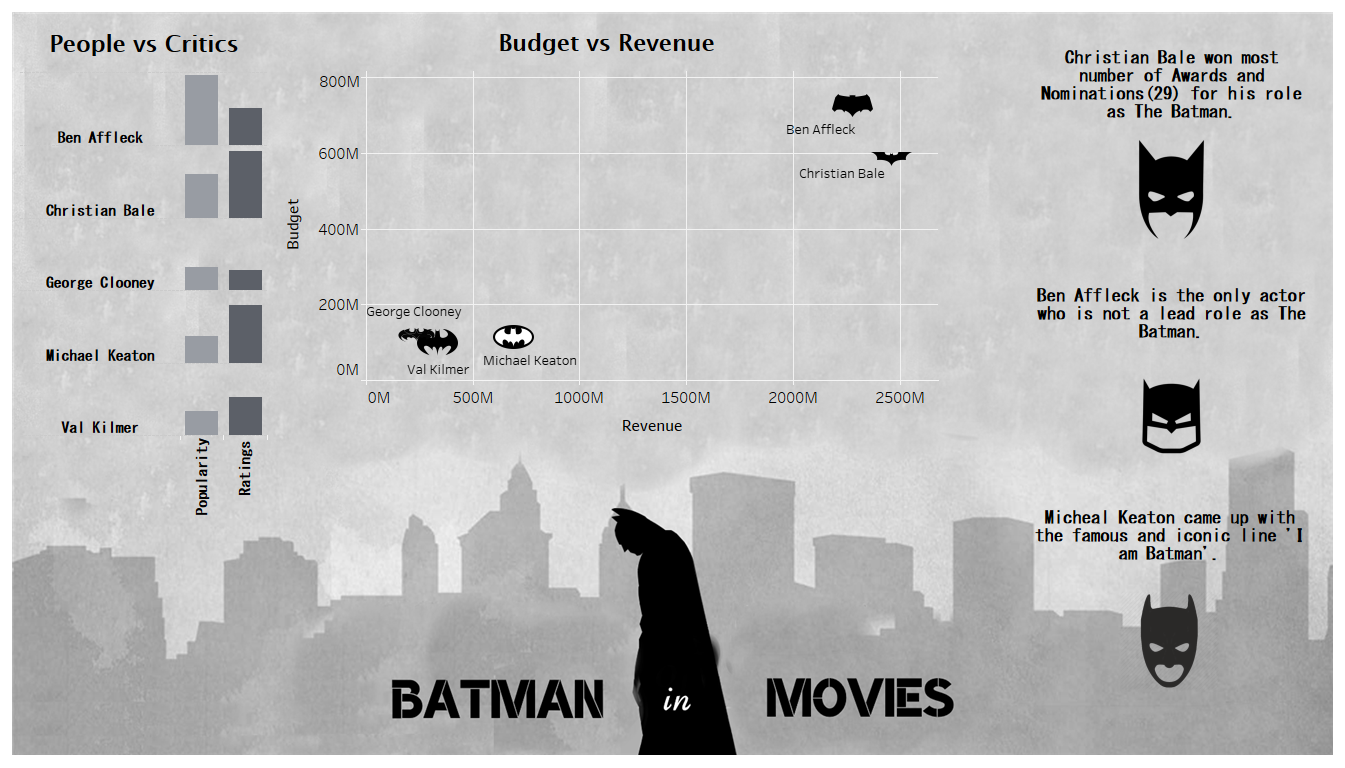 People vs Critics
Ben Affleck
Christian Bale
George Clooney
Michael Keaton
Val Kilmer
Popularity
Ratings
Budget vs Revenue
Budget
800M
600M
400M
200M
0M
Ben Affleck
Christian Bale
George Clooney
Val Kilmer
Michael Keaton
0M
500M
1000M
1500M
2000M
2500M
Revenue
Christian Bale won most
number of Awards and
Nominations(29) for his role
as The Batman.
Ben Affleck is the only actor
who is not a lead role as The
Batman.
Micheal Keaton came up with
the famous and iconic line 'I
am Batman'.
BATMAN in MOVIES